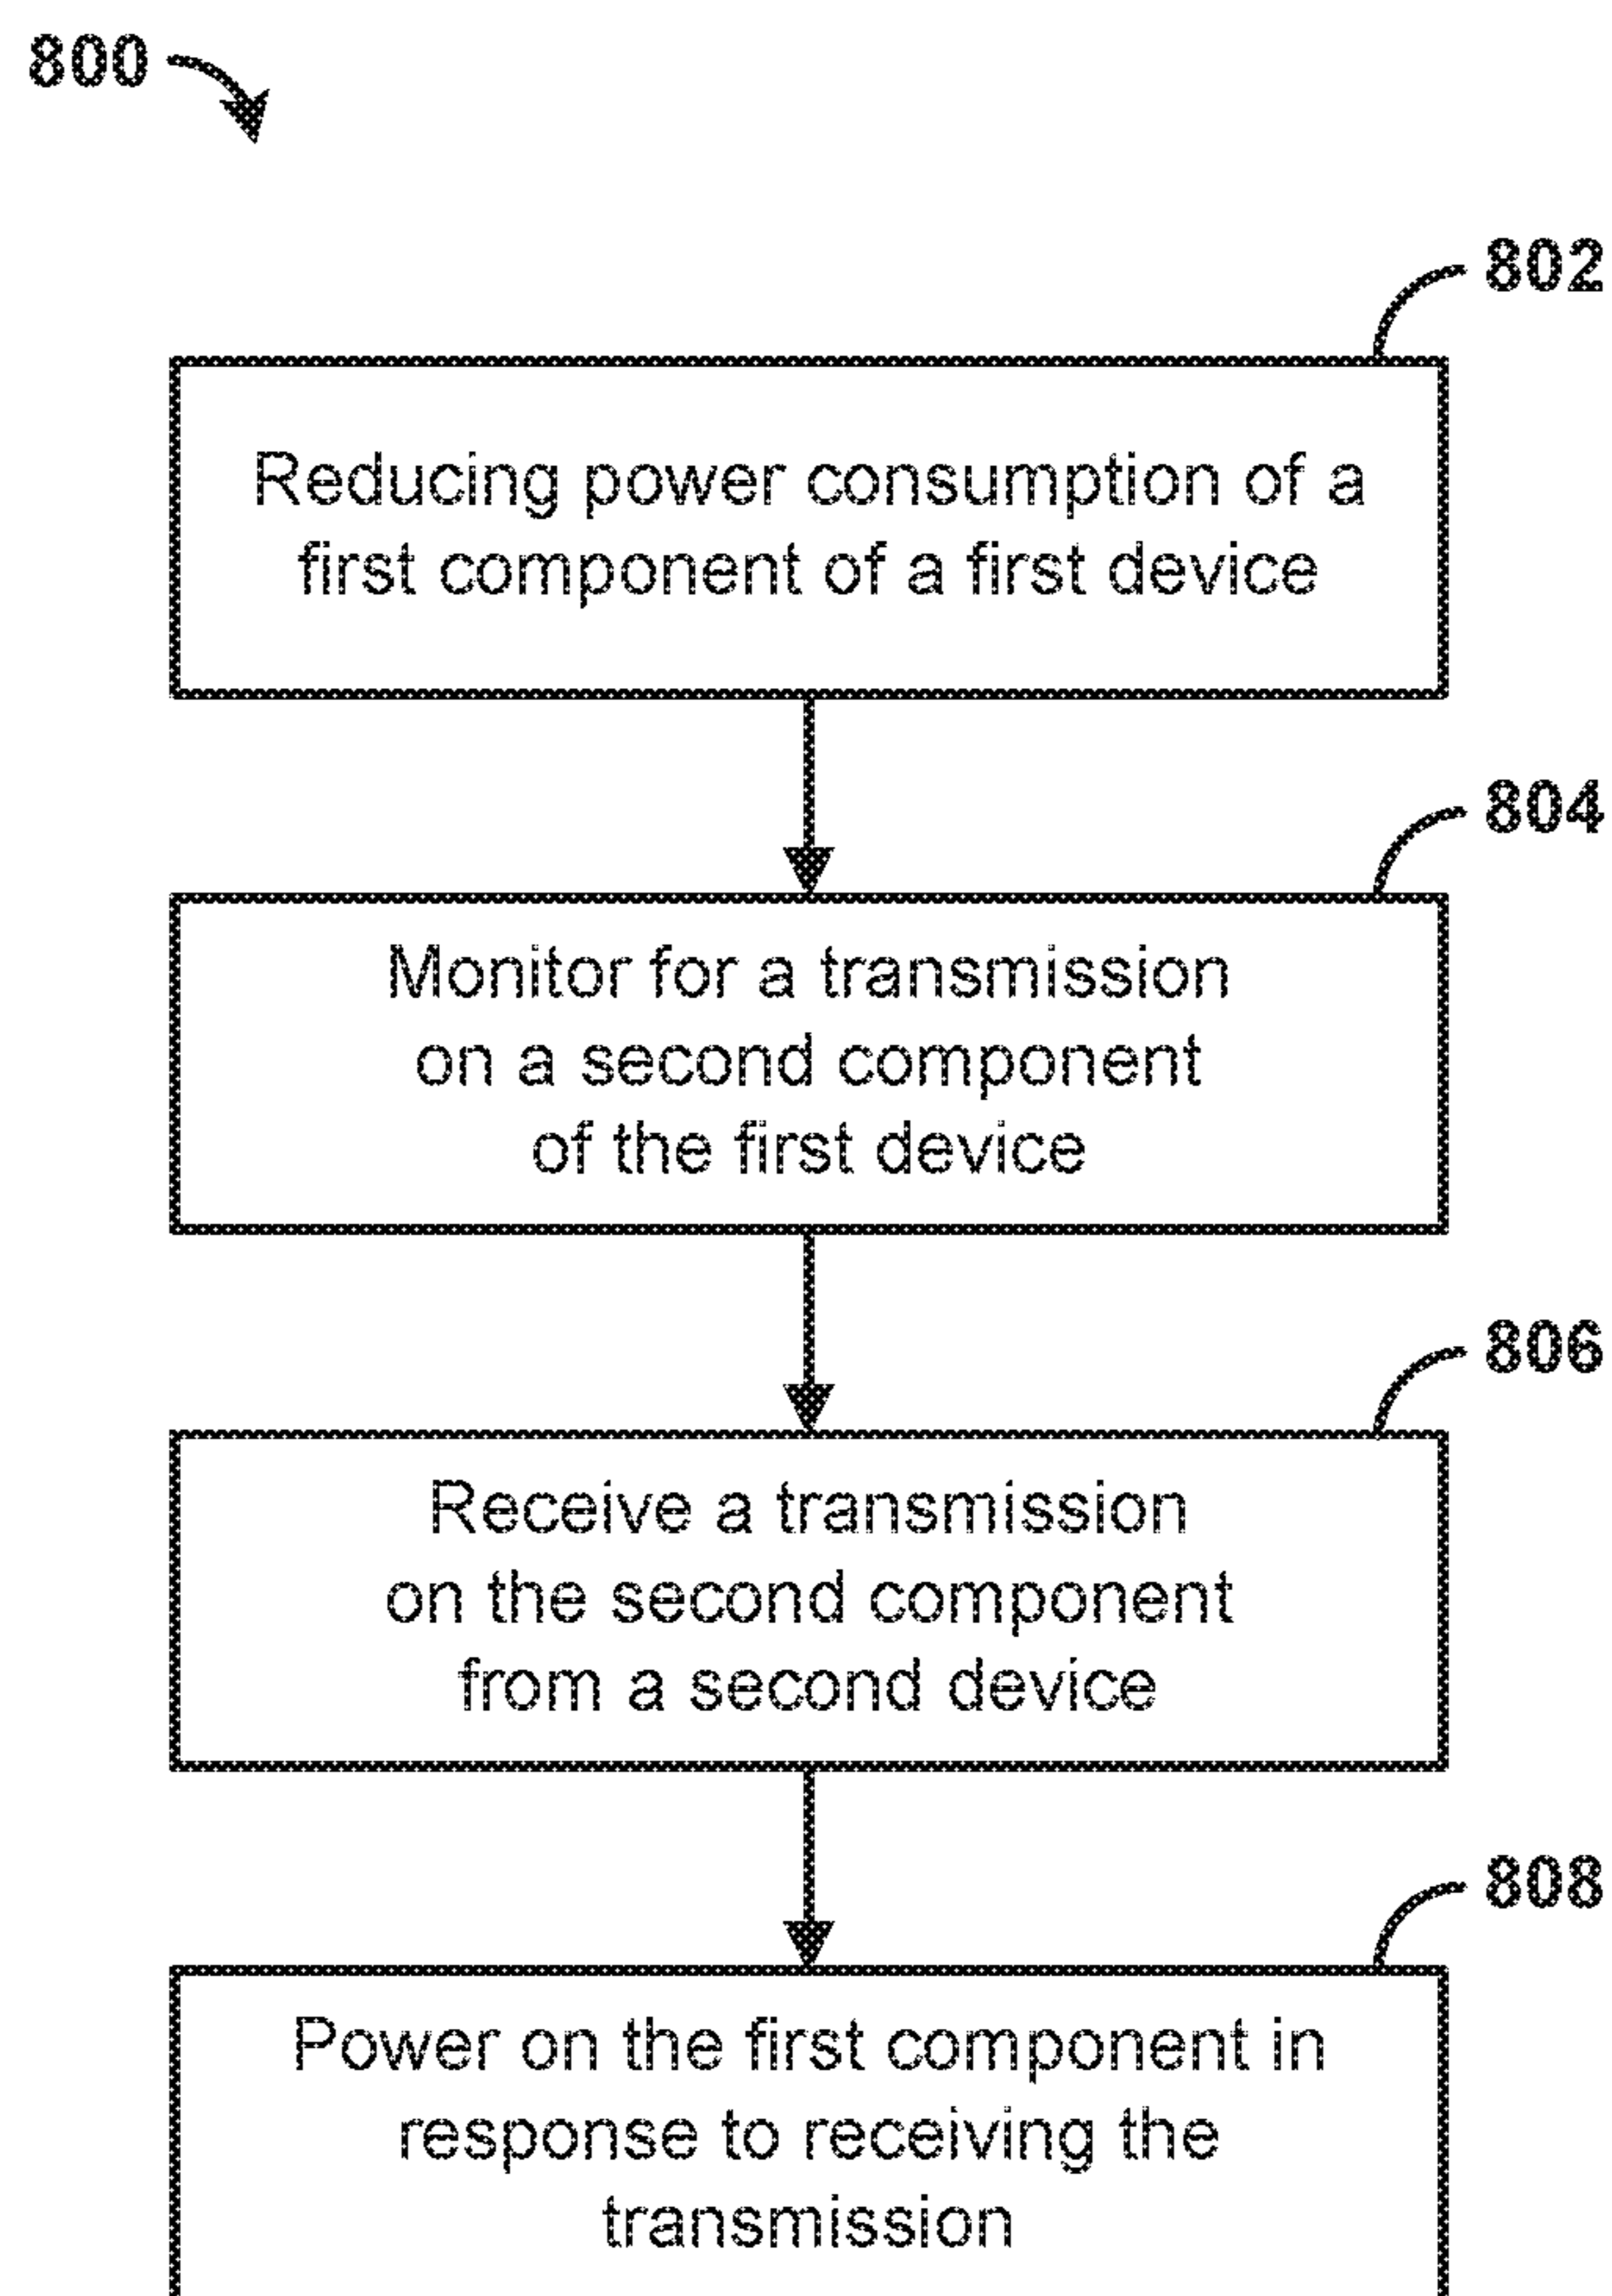 800
802
Reducing power consumption of a
first component of a first device
804
Monitor for a transmission
on a second component
of the first device
806
Receive a transmission
on the second component
from a second device
808
Power on the first component in
response to receiving the
transmission